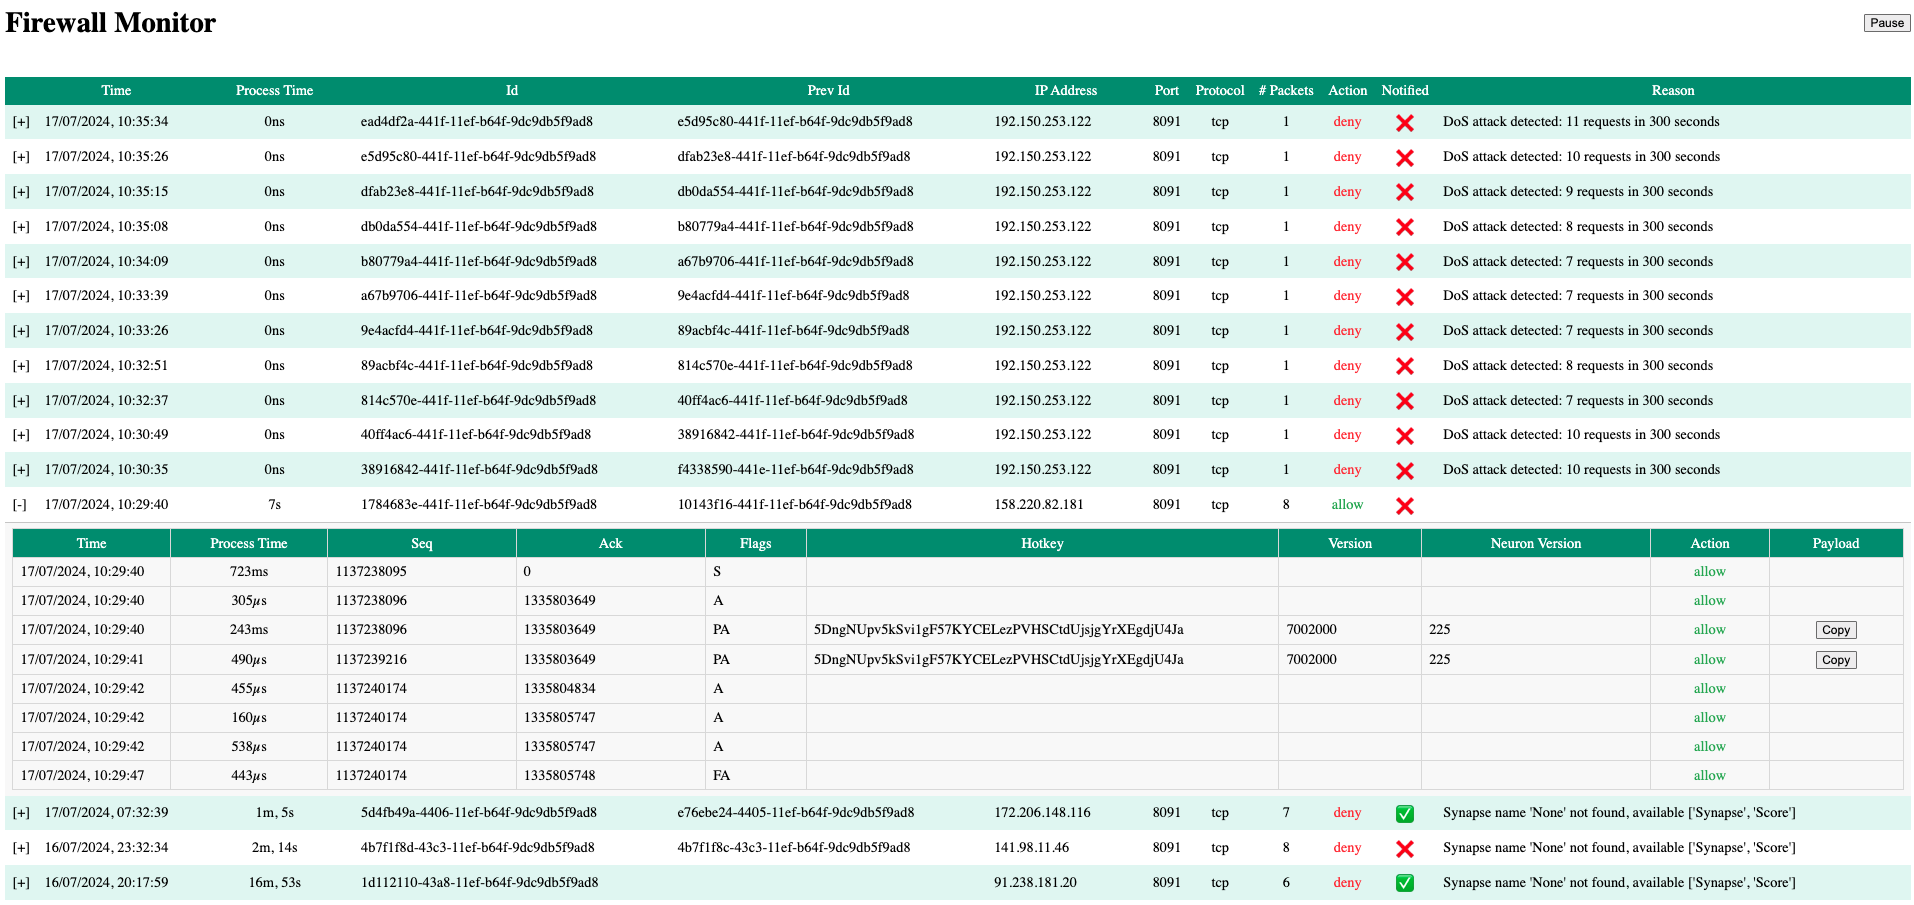 Firewall Monitor
Pause
Time Process Time Id Prev Id IP Address Port Protocol # Packets Action Notified Reason
[+] 17/07/2024, 10:35:34 0ns ead4df2a-441f-11ef-b64f-9dc9db5f9ad8 e5d95c80-441f-11ef-b64f-9dc9db5f9ad8 192.150.253.122 8091 tcp 1 deny ❌ DoS attack detected: 11 requests in 300 seconds
[+] 17/07/2024, 10:35:26 0ns e5d95c80-441f-11ef-b64f-9dc9db5f9ad8 dfab23e8-441f-11ef-b64f-9dc9db5f9ad8 192.150.253.122 8091 tcp 1 deny ❌ DoS attack detected: 10 requests in 300 seconds
[+] 17/07/2024, 10:35:15 0ns dfab23e8-441f-11ef-b64f-9dc9db5f9ad8 db0da554-441f-11ef-b64f-9dc9db5f9ad8 192.150.253.122 8091 tcp 1 deny ❌ DoS attack detected: 9 requests in 300 seconds
[+] 17/07/2024, 10:35:08 0ns db0da554-441f-11ef-b64f-9dc9db5f9ad8 b80779a4-441f-11ef-b64f-9dc9db5f9ad8 192.150.253.122 8091 tcp 1 deny ❌ DoS attack detected: 8 requests in 300 seconds
[+] 17/07/2024, 10:34:09 0ns b80779a4-441f-11ef-b64f-9dc9db5f9ad8 a67b9706-441f-11ef-b64f-9dc9db5f9ad8 192.150.253.122 8091 tcp 1 deny ❌ DoS attack detected: 7 requests in 300 seconds
[+] 17/07/2024, 10:33:39 0ns a67b9706-441f-11ef-b64f-9dc9db5f9ad8 9e4acfd4-441f-11ef-b64f-9dc9db5f9ad8 192.150.253.122 8091 tcp 1 deny ❌ DoS attack detected: 7 requests in 300 seconds
[+] 17/07/2024, 10:33:26 0ns 9e4acfd4-441f-11ef-b64f-9dc9db5f9ad8 89acbf4c-441f-11ef-b64f-9dc9db5f9ad8 192.150.253.122 8091 tcp 1 deny ❌ DoS attack detected: 7 requests in 300 seconds
[+] 17/07/2024, 10:32:51 0ns 89acbf4c-441f-11ef-b64f-9dc9db5f9ad8 814c570e-441f-11ef-b64f-9dc9db5f9ad8 192.150.253.122 8091 tcp 1 deny ❌ DoS attack detected: 8 requests in 300 seconds
[+] 17/07/2024, 10:32:37 0ns 814c570e-441f-11ef-b64f-9dc9db5f9ad8 40ff4ac6-441f-11ef-b64f-9dc9db5f9ad8 192.150.253.122 8091 tcp 1 deny ❌ DoS attack detected: 7 requests in 300 seconds
[+] 17/07/2024, 10:30:49 0ns 40ff4ac6-441f-11ef-b64f-9dc9db5f9ad8 38916842-441f-11ef-b64f-9dc9db5f9ad8 192.150.253.122 8091 tcp 1 deny ❌ DoS attack detected: 10 requests in 300 seconds
[+] 17/07/2024, 10:30:35 0ns 38916842-441f-11ef-b64f-9dc9db5f9ad8 f4338590-441e-11ef-b64f-9dc9db5f9ad8 192.150.253.122 8091 tcp 1 deny ❌ DoS attack detected: 10 requests in 300 seconds
[-] 17/07/2024, 10:29:40 7s 1784683e-441f-11ef-b64f-9dc9db5f9ad8 10143f16-441f-11ef-b64f-9dc9db5f9ad8 158.220.82.181 8091 tcp 8 allow ❌
Time Process Time Seq Ack Flags Hotkey Version Neuron Version Action Payload
17/07/2024, 10:29:40 723ms 1137238095 0 S allow
17/07/2024, 10:29:40 305µs 1137238096 1335803649 A allow
17/07/2024, 10:29:40 243ms 1137238096 1335803649 PA 5DngNUpv5kSvi1gF57KYCELezPVHSCtdUjsjgYrXEgdjU4Ja 7002000 225 allow Copy
17/07/2024, 10:29:41 490µs 1137239216 1335803649 PA 5DngNUpv5kSvi1gF57KYCELezPVHSCtdUjsjgYrXEgdjU4Ja 7002000 225 allow Copy
17/07/2024, 10:29:42 455µs 1137240174 1335804834 A allow
17/07/2024, 10:29:42 160µs 1137240174 1335805747 A allow
17/07/2024, 10:29:42 538µs 1137240174 1335805747 A allow
17/07/2024, 10:29:47 443µs 1137240174 1335805748 FA allow
[+] 17/07/2024, 07:32:39 1m, 5s 5d4fb49a-4406-11ef-b64f-9dc9db5f9ad8 e76ebe24-4405-11ef-b64f-9dc9db5f9ad8 172.206.148.116 8091 tcp 7 deny ✅ Synapse name 'None' not found, available ['Synapse', 'Score']
[+] 16/07/2024, 23:32:34 2m, 14s 4b7f1f8d-43c3-11ef-b64f-9dc9db5f9ad8 4b7f1f8c-43c3-11ef-b64f-9dc9db5f9ad8 141.98.11.46 8091 tcp 8 deny ❌ Synapse name 'None' not found, available ['Synapse', 'Score']
[+] 16/07/2024, 20:17:59 16m, 53s 1d112110-43a8-11ef-b64f-9dc9db5f9ad8 91.238.181.20 8091 tcp 6 deny ✅ Synapse name 'None' not found, available ['Synapse', 'Score']